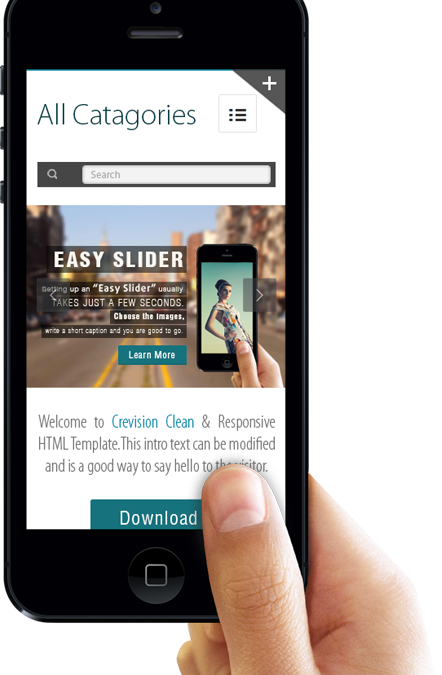 All Catagories
Search
EASY SLIDER
Setting up an "Easy Slider" usually
TAKES JUST A FEW SECONDS.
Choose the images,
write a short caption and you are good to go.
Learn More
Welcome to Crevision Clean & Responsive
HTML Template.This intro text can be modified
and is a good way to say hello to the visitor.
Download